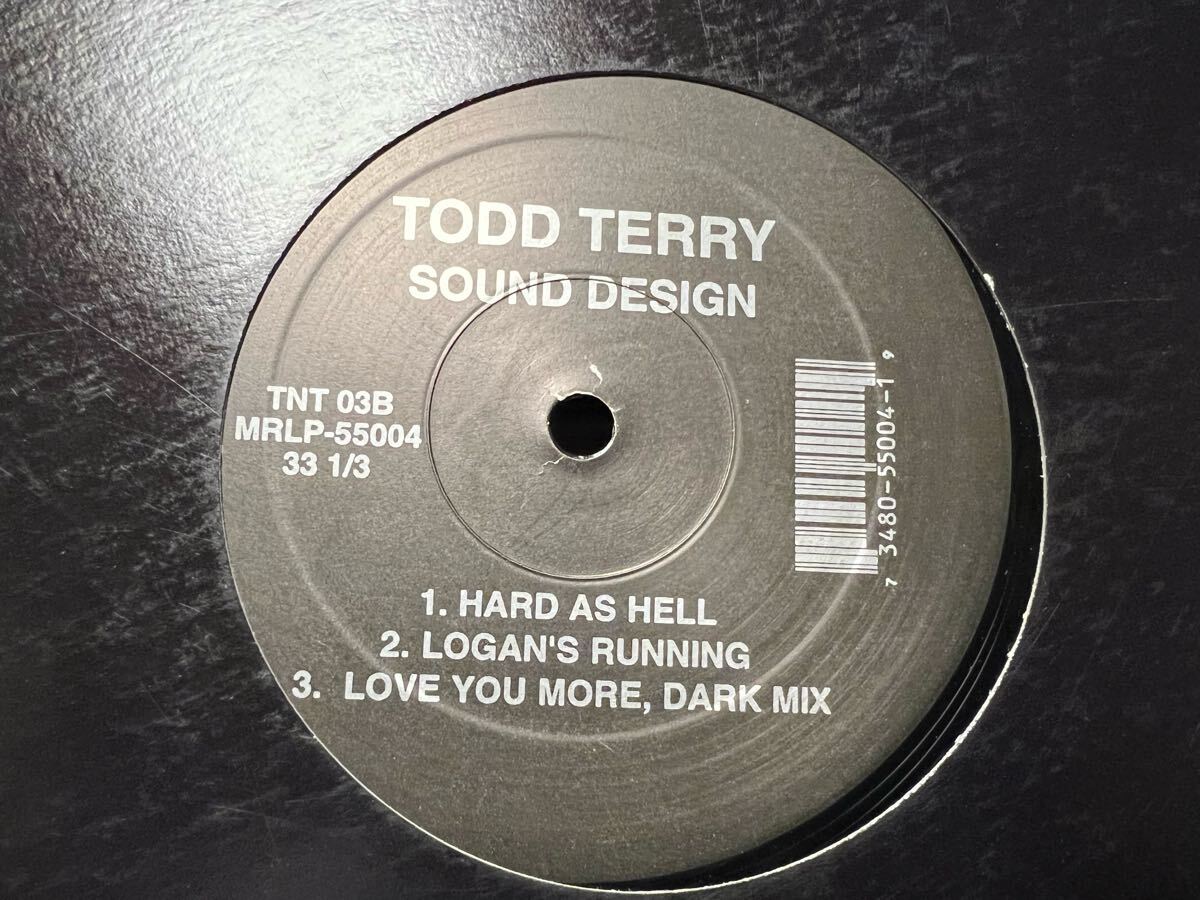 TODD TERRY
SOUND DESIGN
TNT 03B
MRLP-55004
33 1/3
7 3480-55004-1 9
1. HARD AS HELL
2. LOGAN'S RUNNING
3. LOVE YOU MORE, DARK MIX